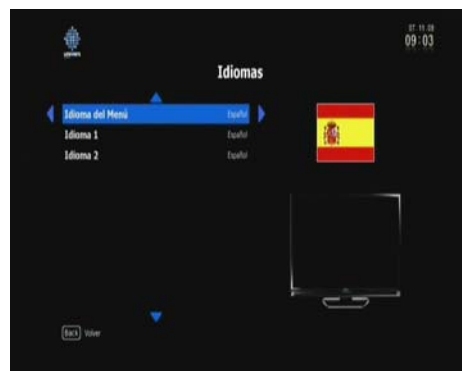 09:03
Idiomas
Idioma del Menú Español
Idioma 1 Español
Idioma 2 Español
Back Volver